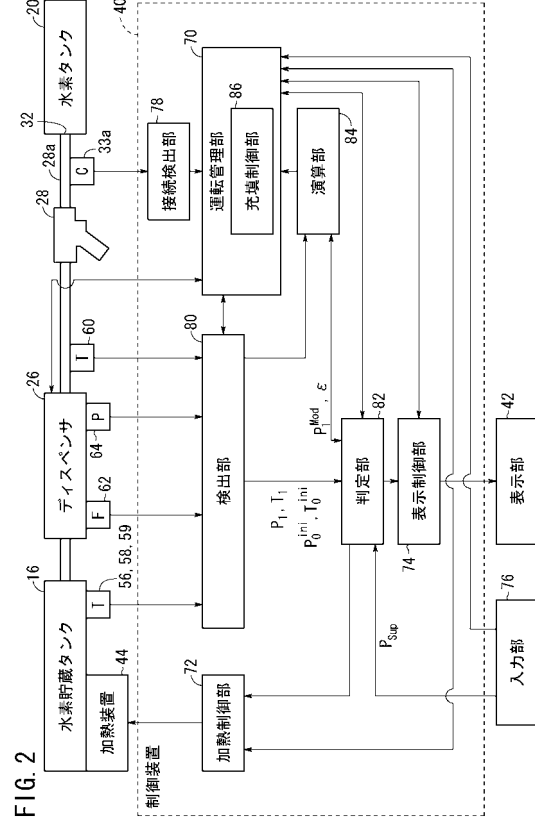 FIG. 2
16
水素貯蔵タンク
44
加熱装置
T
56, 58, 59
26
ディスペンサ
F
62
P
64
T
60
28
28a
32
C
33a
20
水素タンク
40
制御装置
72
加熱制御部
80
検出部
78
接続検出部
70
運転管理部
86
充填制御部
84
演算部
P₁, T₁
P₀ⁱⁿⁱ, T₀ⁱⁿⁱ
P₁ᴹᵒᵈ, ε
82
判定部
74
表示制御部
P_Sup
76
入力部
42
表示部